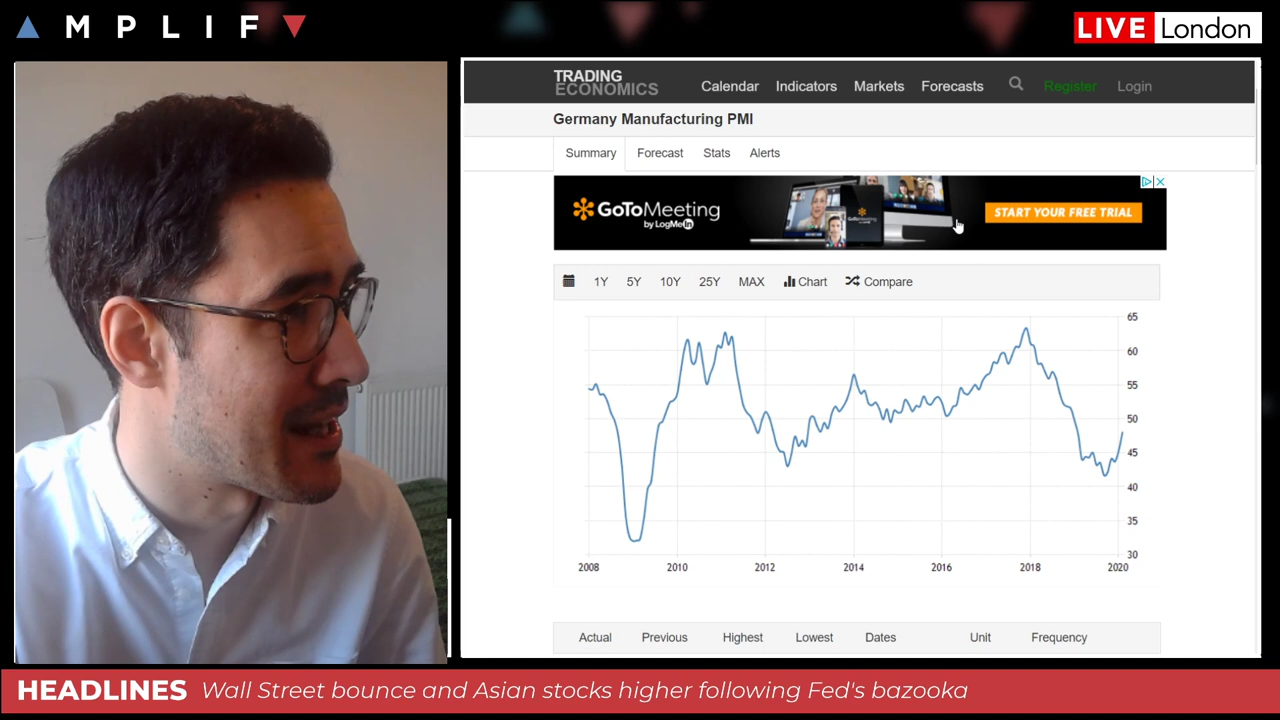 ▲ M P L I F ▼
LIVE London
TRADING
ECONOMICS
Calendar Indicators Markets Forecasts Register Login
Germany Manufacturing PMI
Summary Forecast Stats Alerts
GoToMeeting
by LogMeIn
START YOUR FREE TRIAL
1Y 5Y 10Y 25Y MAX Chart Compare
65
60
55
50
45
40
35
30
2008 2010 2012 2014 2016 2018 2020
Actual Previous Highest Lowest Dates Unit Frequency
HEADLINES Wall Street bounce and Asian stocks higher following Fed's bazooka